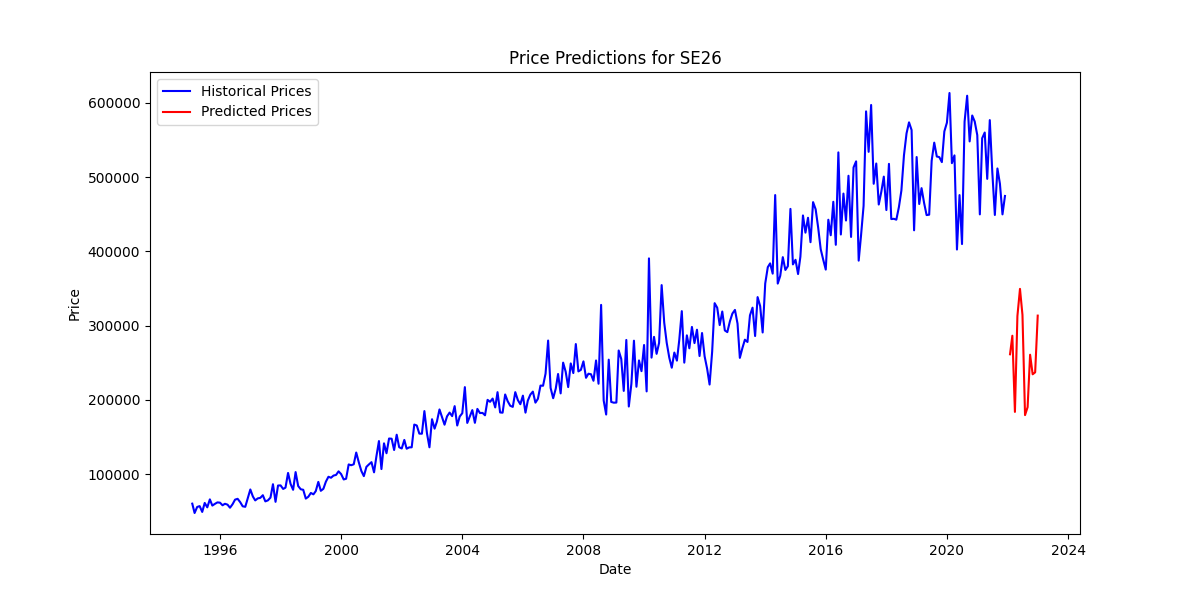 Price Predictions for SE26
Historical Prices
Predicted Prices
600000
500000
400000
300000
200000
100000
Price
1996
2000
2004
2008
2012
2016
2020
2024
Date